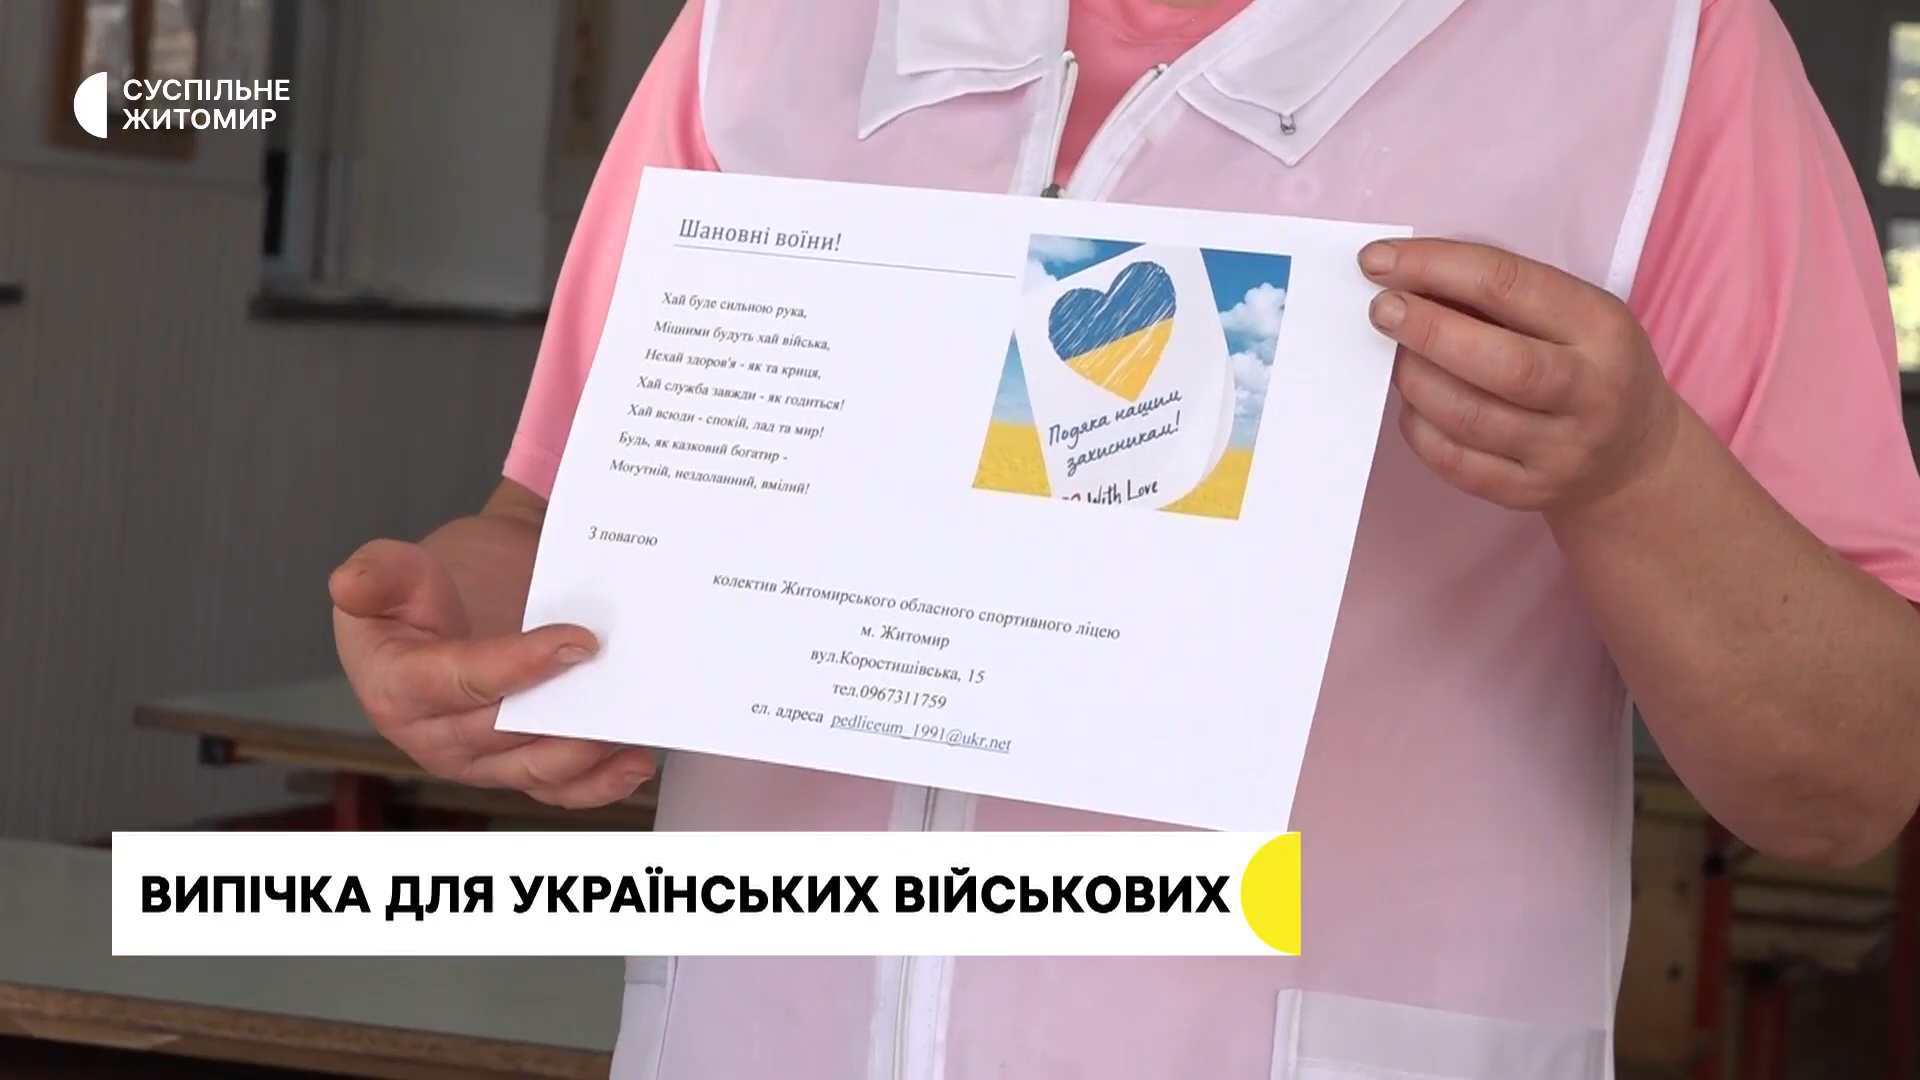 СУСПІЛЬНЕ
ЖИТОМИР
Шановні воїни!
Хай буде сильною рука,
Міцними будуть хай війська,
Нехай здоров'я - як та криця,
Хай служба завжди - як годиться!
Хай всюди - спокій, лад та мир!
Будь, як казковий богатир -
Могутній, нездоланний, вмілий!
Подяка нашим
захисникам!
With Love
З повагою
колектив Житомирського обласного спортивного ліцею
м. Житомир
вул.Коростишівська, 15
тел.0967311759
ел. адреса pedliceum_1991@ukr.net
ВИПІЧКА ДЛЯ УКРАЇНСЬКИХ ВІЙСЬКОВИХ